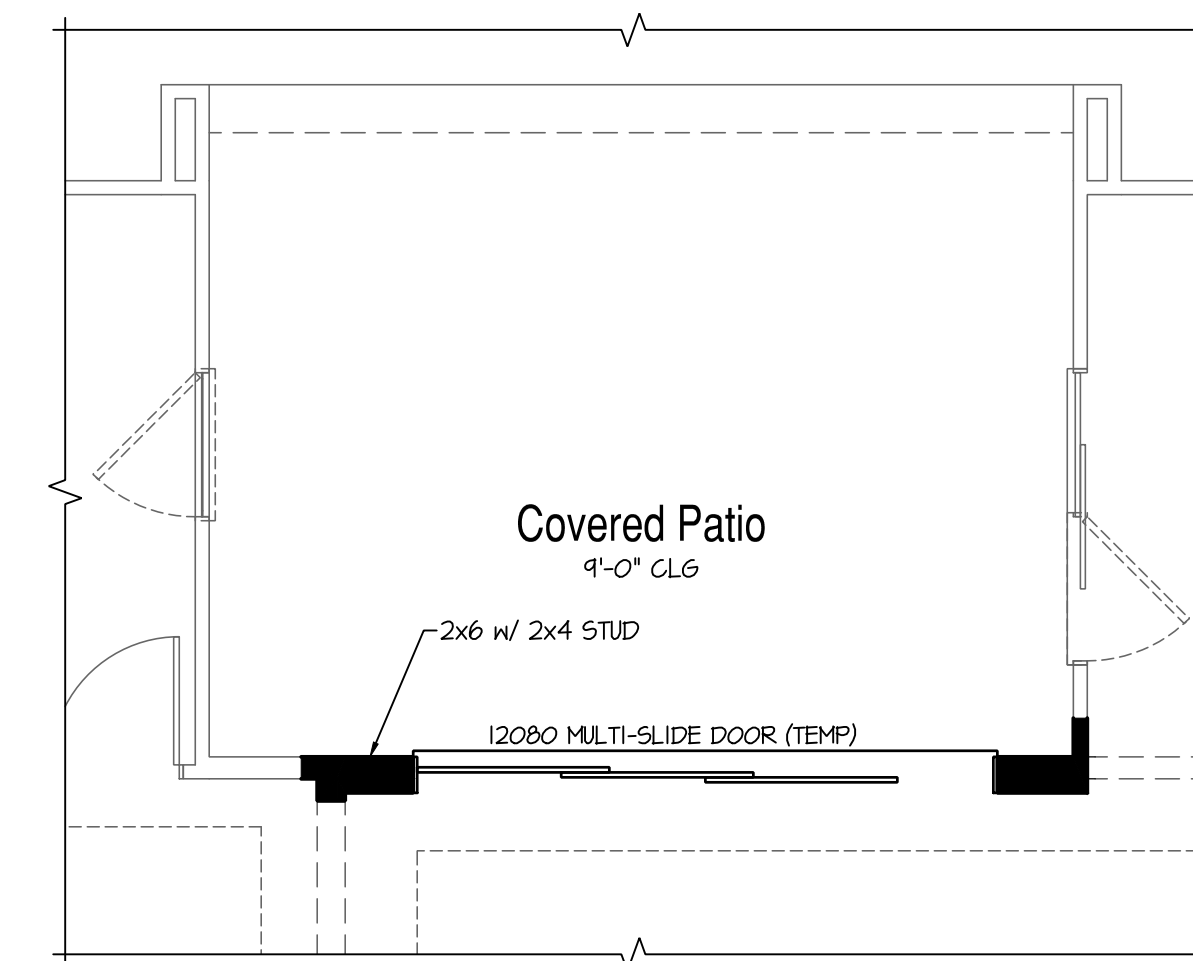 Covered Patio
9'-0" CLG
2x6 w/ 2x4 STUD
12080 MULTI-SLIDE DOOR (TEMP)